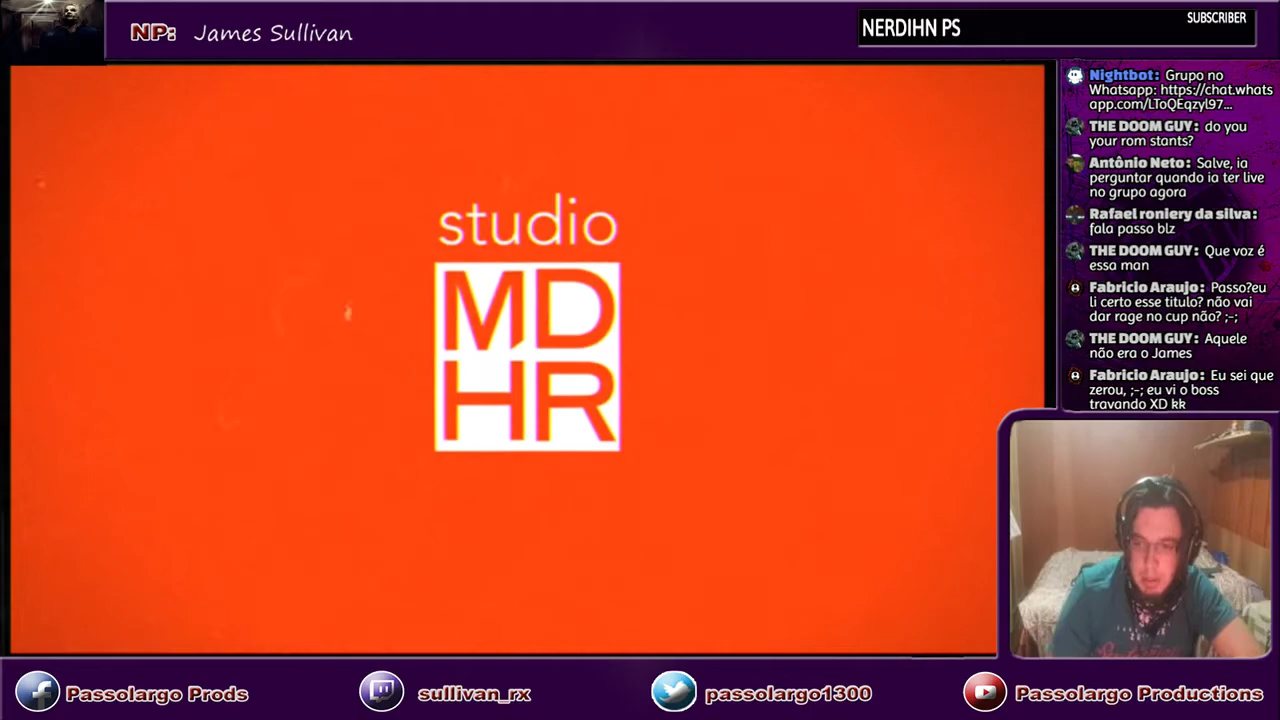 NP: James Sullivan
NERDIHN PS
SUBSCRIBER
studio
MD
HR
Nightbot: Grupo no
Whatsapp: https://chat.whats
app.com/LToQEqzyl97...
THE DOOM GUY: do you
your rom stants?
Antônio Neto: Salve, ia
perguntar quando ia ter live
no grupo agora
Rafael roniery da silva:
fala passo blz
THE DOOM GUY: Que voz é
essa man
Fabricio Araujo: Passo?eu
li certo esse titulo? não vai
dar rage no cup não? ;-;
THE DOOM GUY: Aquele
não era o James
Fabricio Araujo: Eu sei que
zerou, ;-; eu vi o boss
travando XD kk
Passolargo Prods
sullivan_rx
passolargo1300
Passolargo Productions